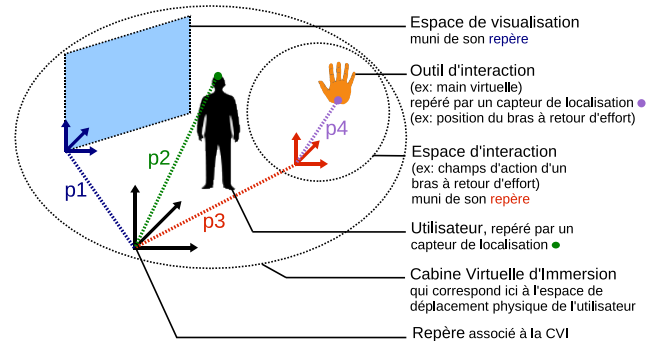 Espace de visualisation
muni de son repère
Outil d'interaction
(ex: main virtuelle)
repéré par un capteur de localisation
(ex: position du bras à retour d'effort)
Espace d'interaction
(ex: champs d'action d'un
bras à retour d'effort)
muni de son repère
Utilisateur, repéré par un
capteur de localisation
Cabine Virtuelle d'Immersion
qui correspond ici à l'espace de
déplacement physique de l'utilisateur
Repère associé à la CVI
p1
p2
p3
p4